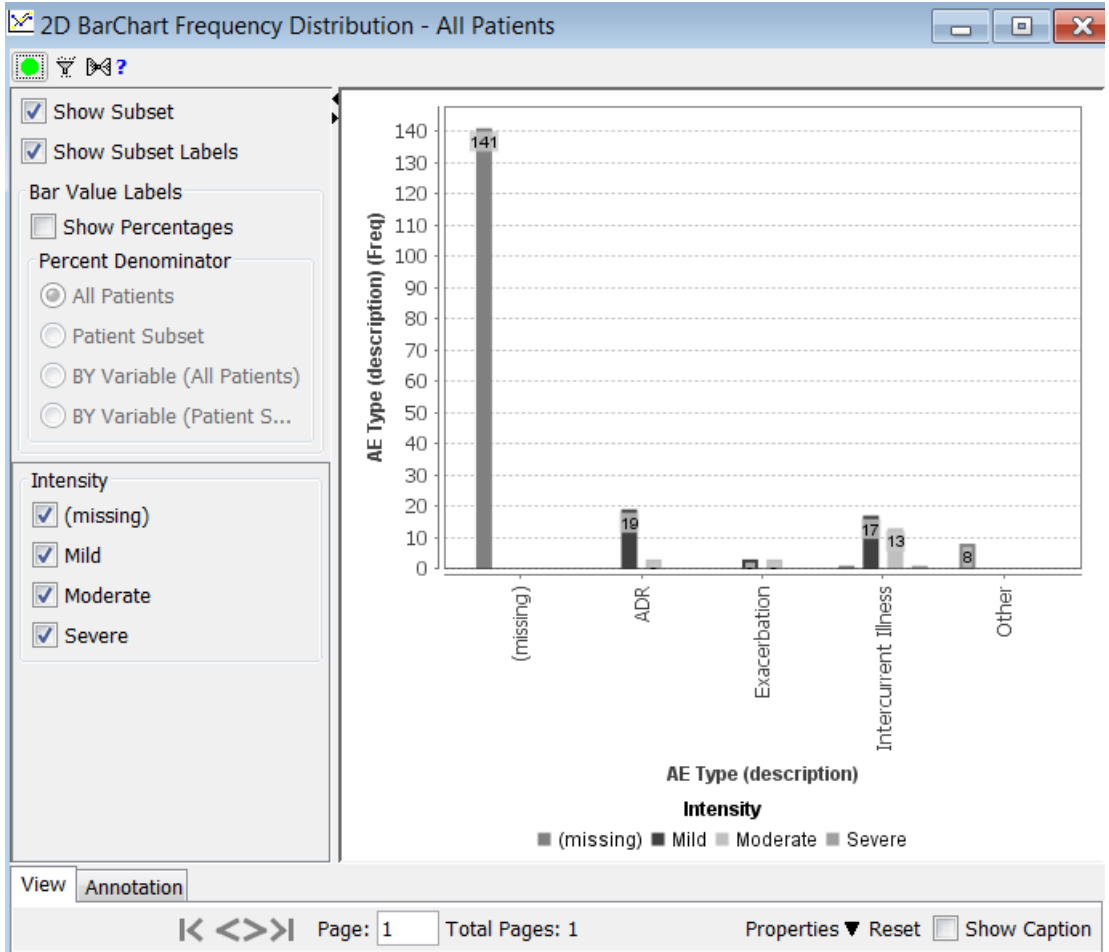 2D BarChart Frequency Distribution - All Patients
?
Show Subset
Show Subset Labels
Bar Value Labels
Show Percentages
Percent Denominator
All Patients
Patient Subset
BY Variable (All Patients)
BY Variable (Patient S...
Intensity
(missing)
Mild
Moderate
Severe
AE Type (description) (Freq)
140
130
120
110
100
90
80
70
60
50
40
30
20
10
0
141
19
17
13
8
(missing)
ADR
Exacerbation
Intercurrent Illness
Other
AE Type (description)
Intensity
(missing) Mild Moderate Severe
View Annotation
Page: 1 Total Pages: 1 Properties Reset Show Caption